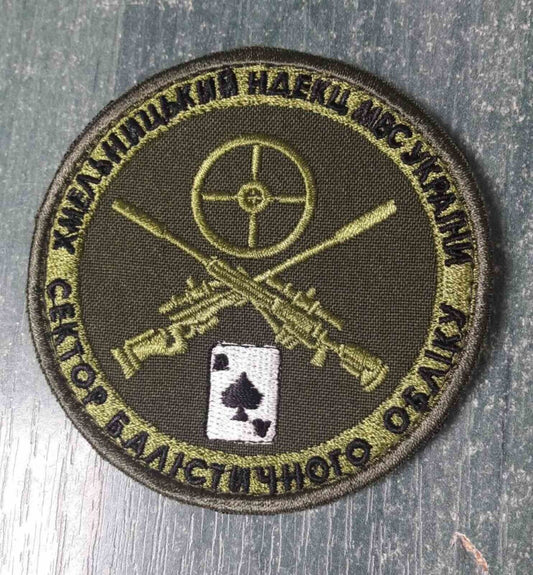 ХМЕЛЬНИЦЬКИЙ НДЕКЦ МВС УКРАЇНИ
СЕКТОР БАЛІСТИЧНОГО ОБЛІКУ